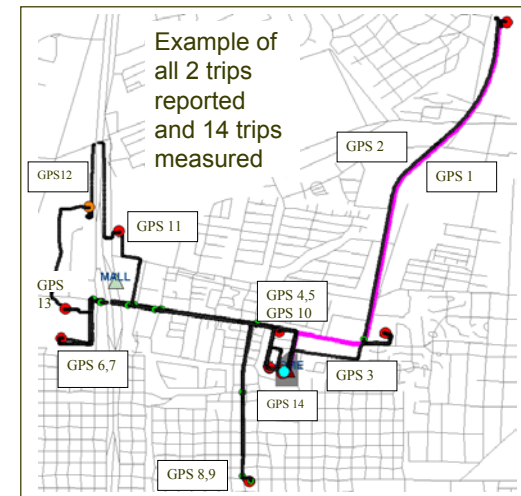 Example of
all 2 trips
reported
and 14 trips
measured
GPS 2
GPS 1
GPS12
GPS 11
MALL
GPS
13
GPS 4,5
GPS 10
GPS 6,7
GPS 3
GPS 14
GPS 8,9